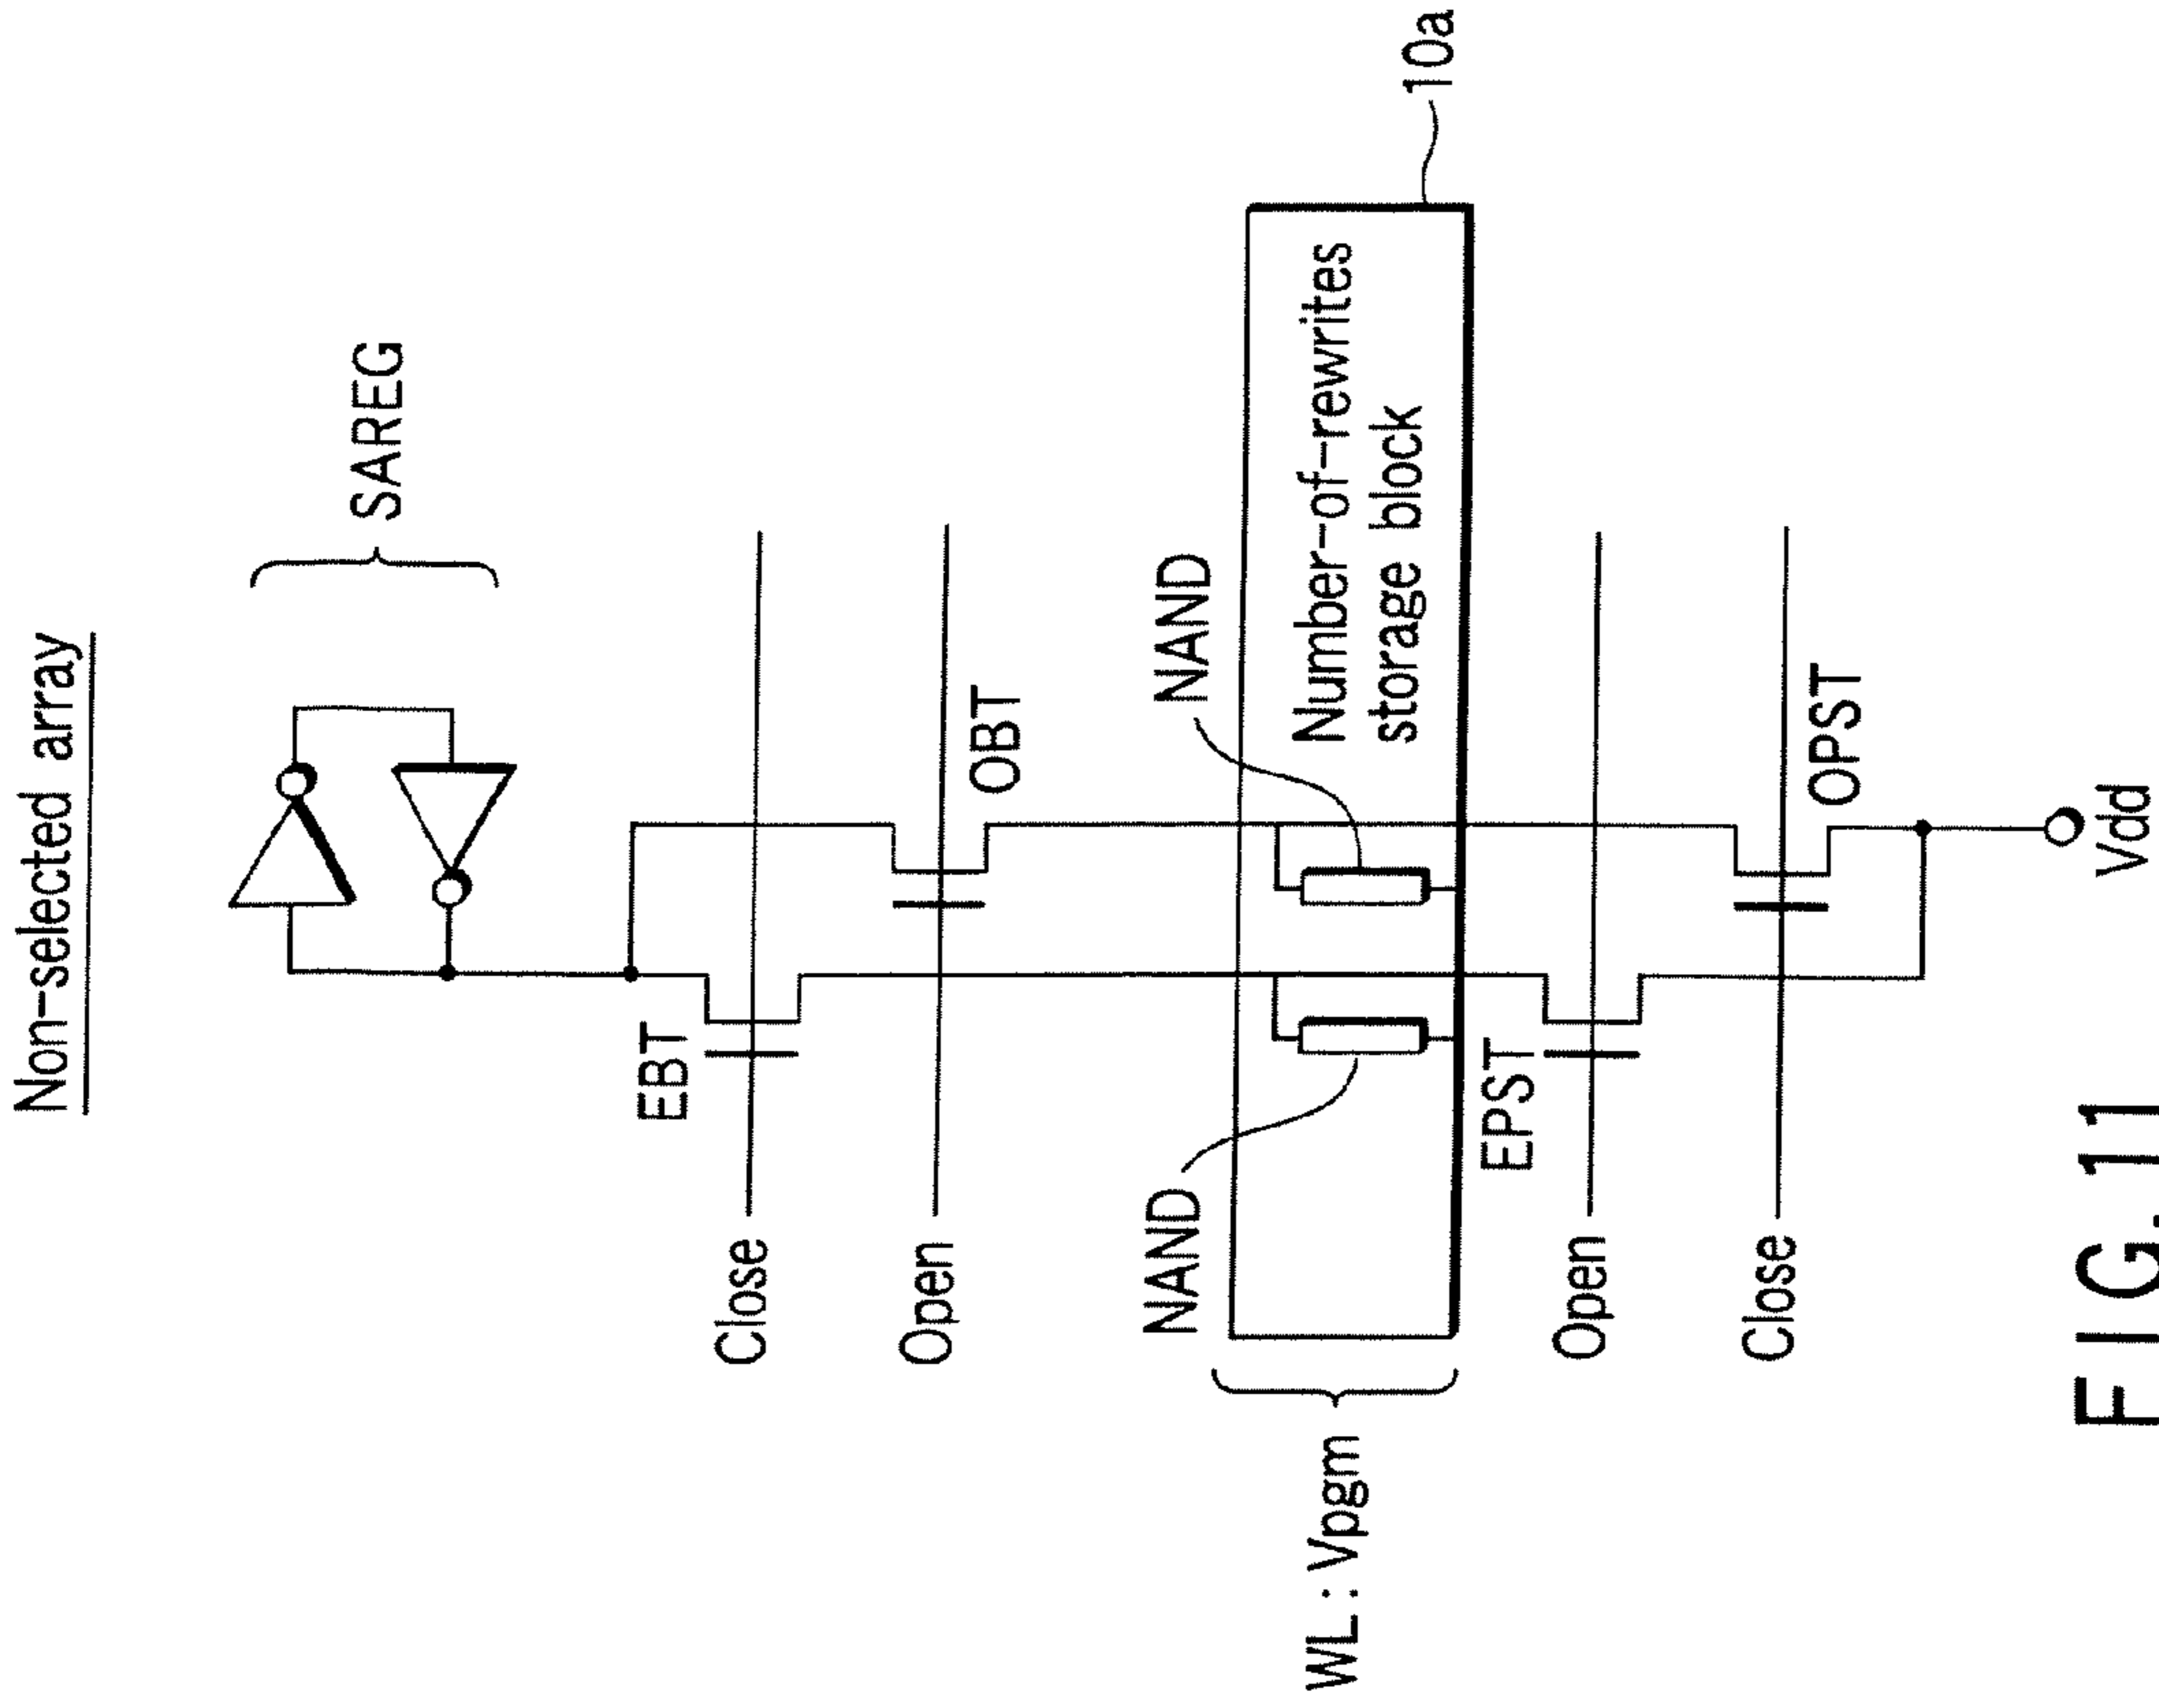 Non-selected array
SAREG
EBT
Close
OBT
Open
NAND
NAND
Number-of-rewrites
storage block
10a
WL : Vpgm
EPST
Open
OPST
Close
Vdd
FIG. 11